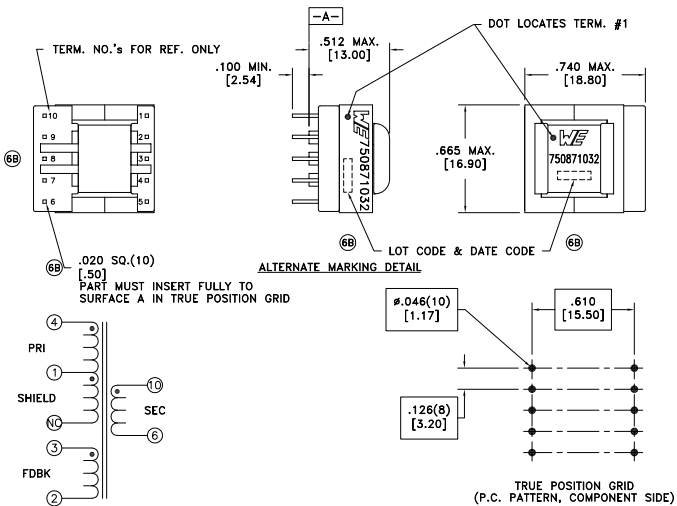 -A-
DOT LOCATES TERM. #1
TERM. NO.'s FOR REF. ONLY
.512 MAX.
[13.00]
.100 MIN.
[2.54]
.740 MAX.
[18.80]
10
9
8
7
6
1
2
3
4
5
6B
WE 750871032
.665 MAX.
[16.90]
WE
750871032
6B
.020 SQ.(10)
[.50]
PART MUST INSERT FULLY TO
SURFACE A IN TRUE POSITION GRID
6B
LOT CODE & DATE CODE
6B
ALTERNATE MARKING DETAIL
4
PRI
1
SHIELD
NC
3
FDBK
2
10
SEC
6
ø.046(10)
[1.17]
.610
[15.50]
.126(8)
[3.20]
TRUE POSITION GRID
(P.C. PATTERN, COMPONENT SIDE)